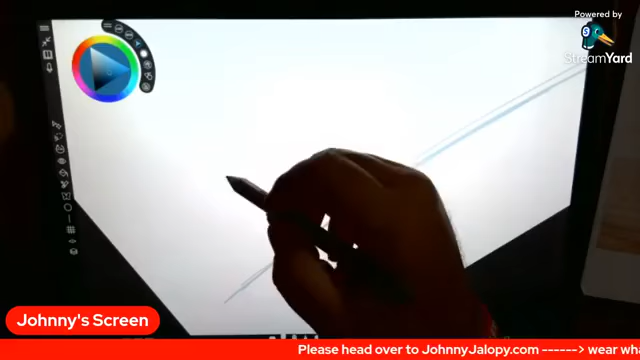 Powered by
StreamYard
Johnny's Screen
Please head over to JohnnyJalopy.com ------> wear wha